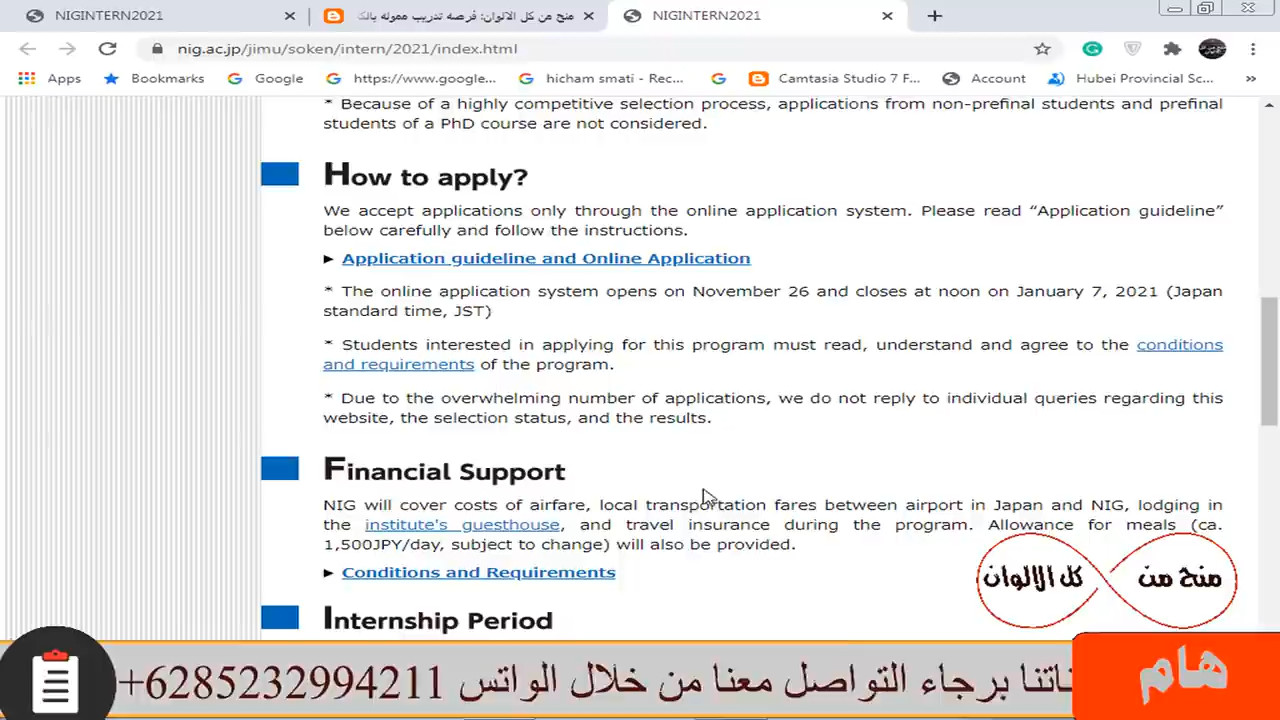 NIGINTERN2021
منح من كل الالوان: فرصه تدريب مموله بالك
NIGINTERN2021
nig.ac.jp/jimu/soken/intern/2021/index.html
Apps Bookmarks Google https://www.google... hicham smati - Rec... Camtasia Studio 7 F... Account Hubei Provincial Sc... »
* Because of a highly competitive selection process, applications from non-prefinal students and prefinal
students of a PhD course are not considered.
How to apply?
We accept applications only through the online application system. Please read “Application guideline”
below carefully and follow the instructions.
► Application guideline and Online Application
* The online application system opens on November 26 and closes at noon on January 7, 2021 (Japan
standard time, JST)
* Students interested in applying for this program must read, understand and agree to the conditions
and requirements of the program.
* Due to the overwhelming number of applications, we do not reply to individual queries regarding this
website, the selection status, and the results.
Financial Support
NIG will cover costs of airfare, local transportation fares between airport in Japan and NIG, lodging in
the institute's guesthouse, and travel insurance during the program. Allowance for meals (ca.
1,500JPY/day, subject to change) will also be provided.
► Conditions and Requirements
منح من كل الالوان
Internship Period
ناتنا برجاء التواصل معنا من خلال الواتس 6285232994211+
هام